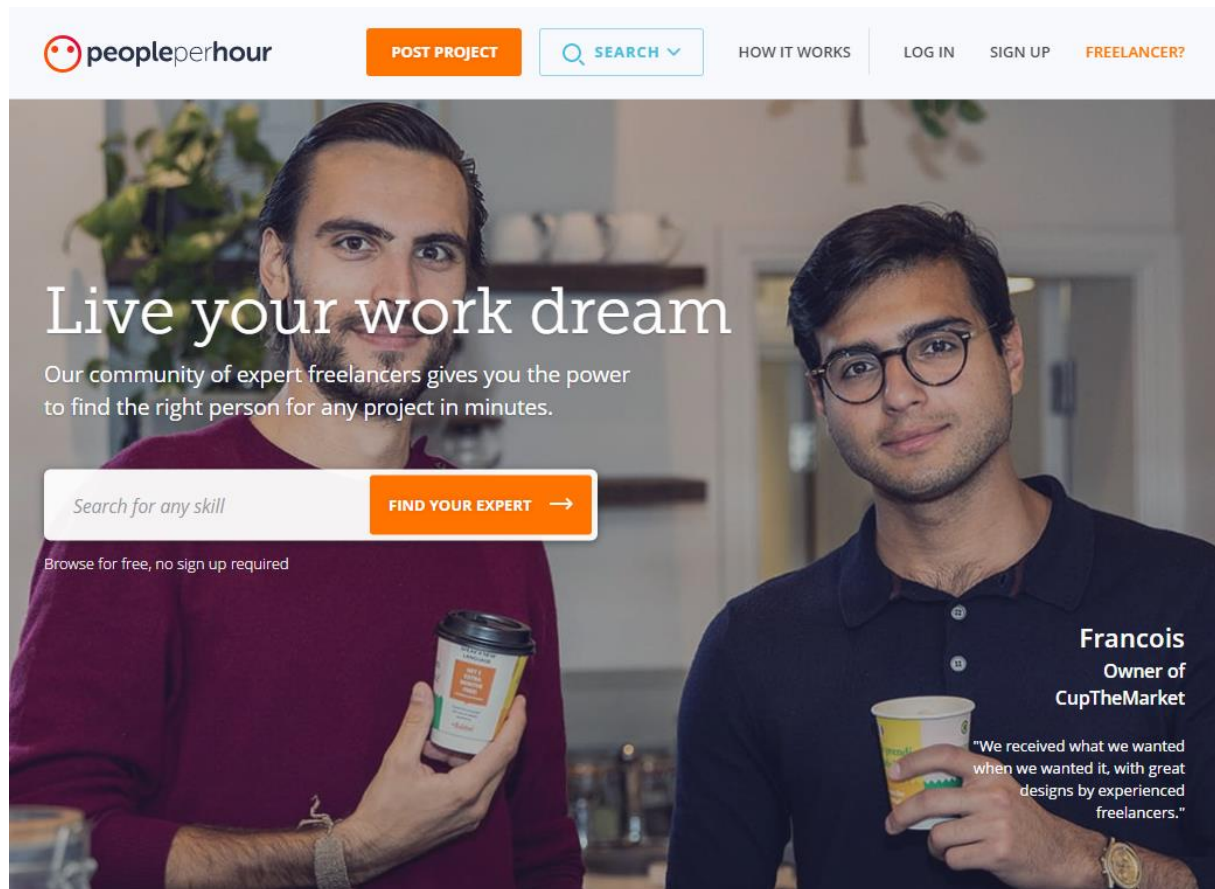 peopleperhour
POST PROJECT
SEARCH
HOW IT WORKS
LOG IN
SIGN UP
FREELANCER?
Live your work dream
Our community of expert freelancers gives you the power
to find the right person for any project in minutes.
Search for any skill
FIND YOUR EXPERT →
Browse for free, no sign up required
LANGUAGE
Francois
Owner of
CupTheMarket
"We received what we wanted
when we wanted it, with great
designs by experienced
freelancers."